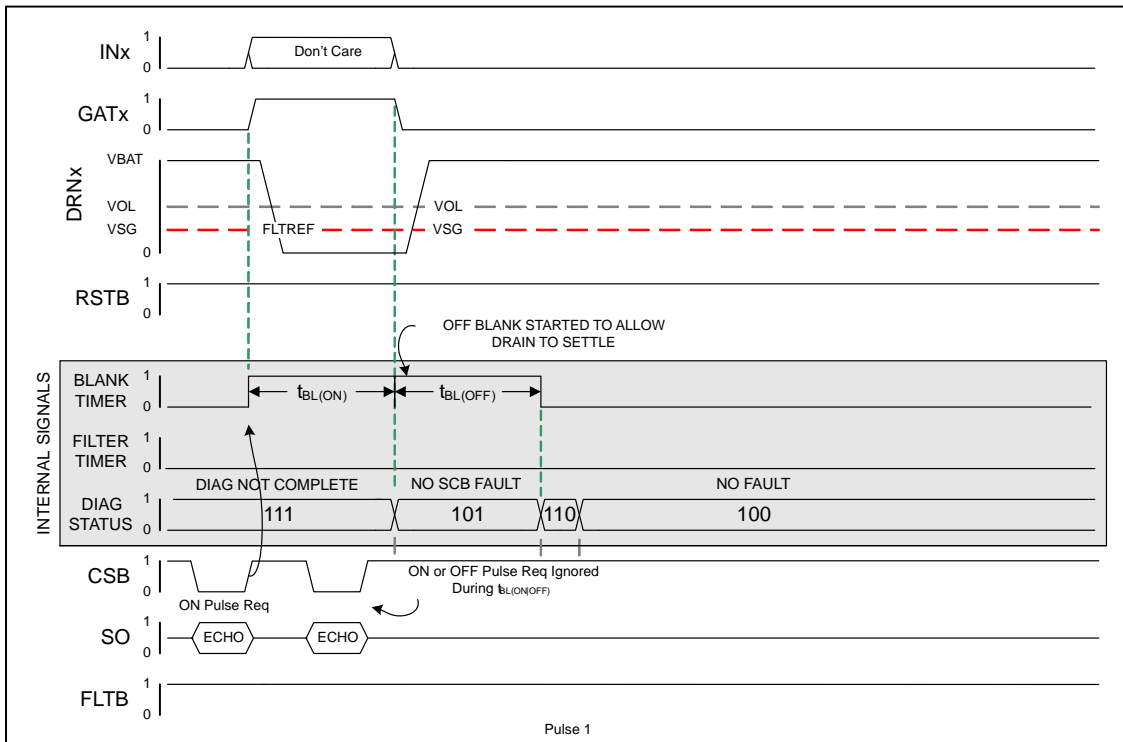 INx
1
0
Don't Care
GATx
1
0
DRNx
VBAT
VOL
VOL
VSG
FLTREF
VSG
0
RSTB
1
0
OFF BLANK STARTED TO ALLOW
DRAIN TO SETTLE
INTERNAL SIGNALS
BLANK
TIMER
1
0
tBL(ON)
tBL(OFF)
FILTER
TIMER
1
0
DIAG NOT COMPLETE
NO SCB FAULT
NO FAULT
DIAG
STATUS
1
0
111
101
110
100
CSB
1
0
ON Pulse Req
ON or OFF Pulse Req Ignored
During tBL(ON|OFF)
SO
ECHO
ECHO
FLTB
1
0
Pulse 1